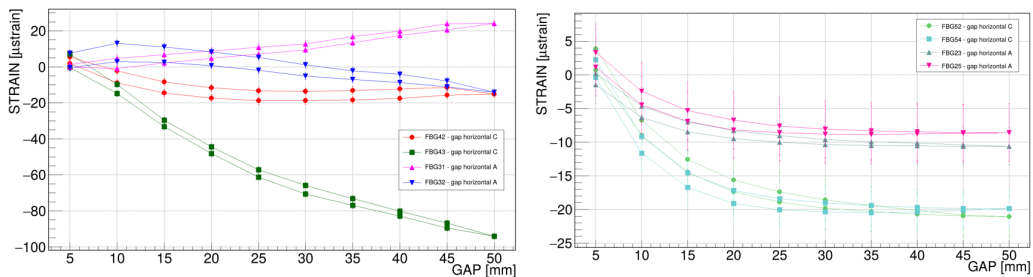 STRAIN [µstrain]
20
0
−20
−40
−60
−80
−100
5 10 15 20 25 30 35 40 45 50
GAP [mm]
FBG42 - gap horizontal C
FBG43 - gap horizontal C
FBG31 - gap horizontal A
FBG32 - gap horizontal A
STRAIN [µstrain]
5
0
−5
−10
−15
−20
−25
5 10 15 20 25 30 35 40 45 50
GAP [mm]
FBG52 - gap horizontal C
FBG54 - gap horizontal C
FBG23 - gap horizontal A
FBG25 - gap horizontal A